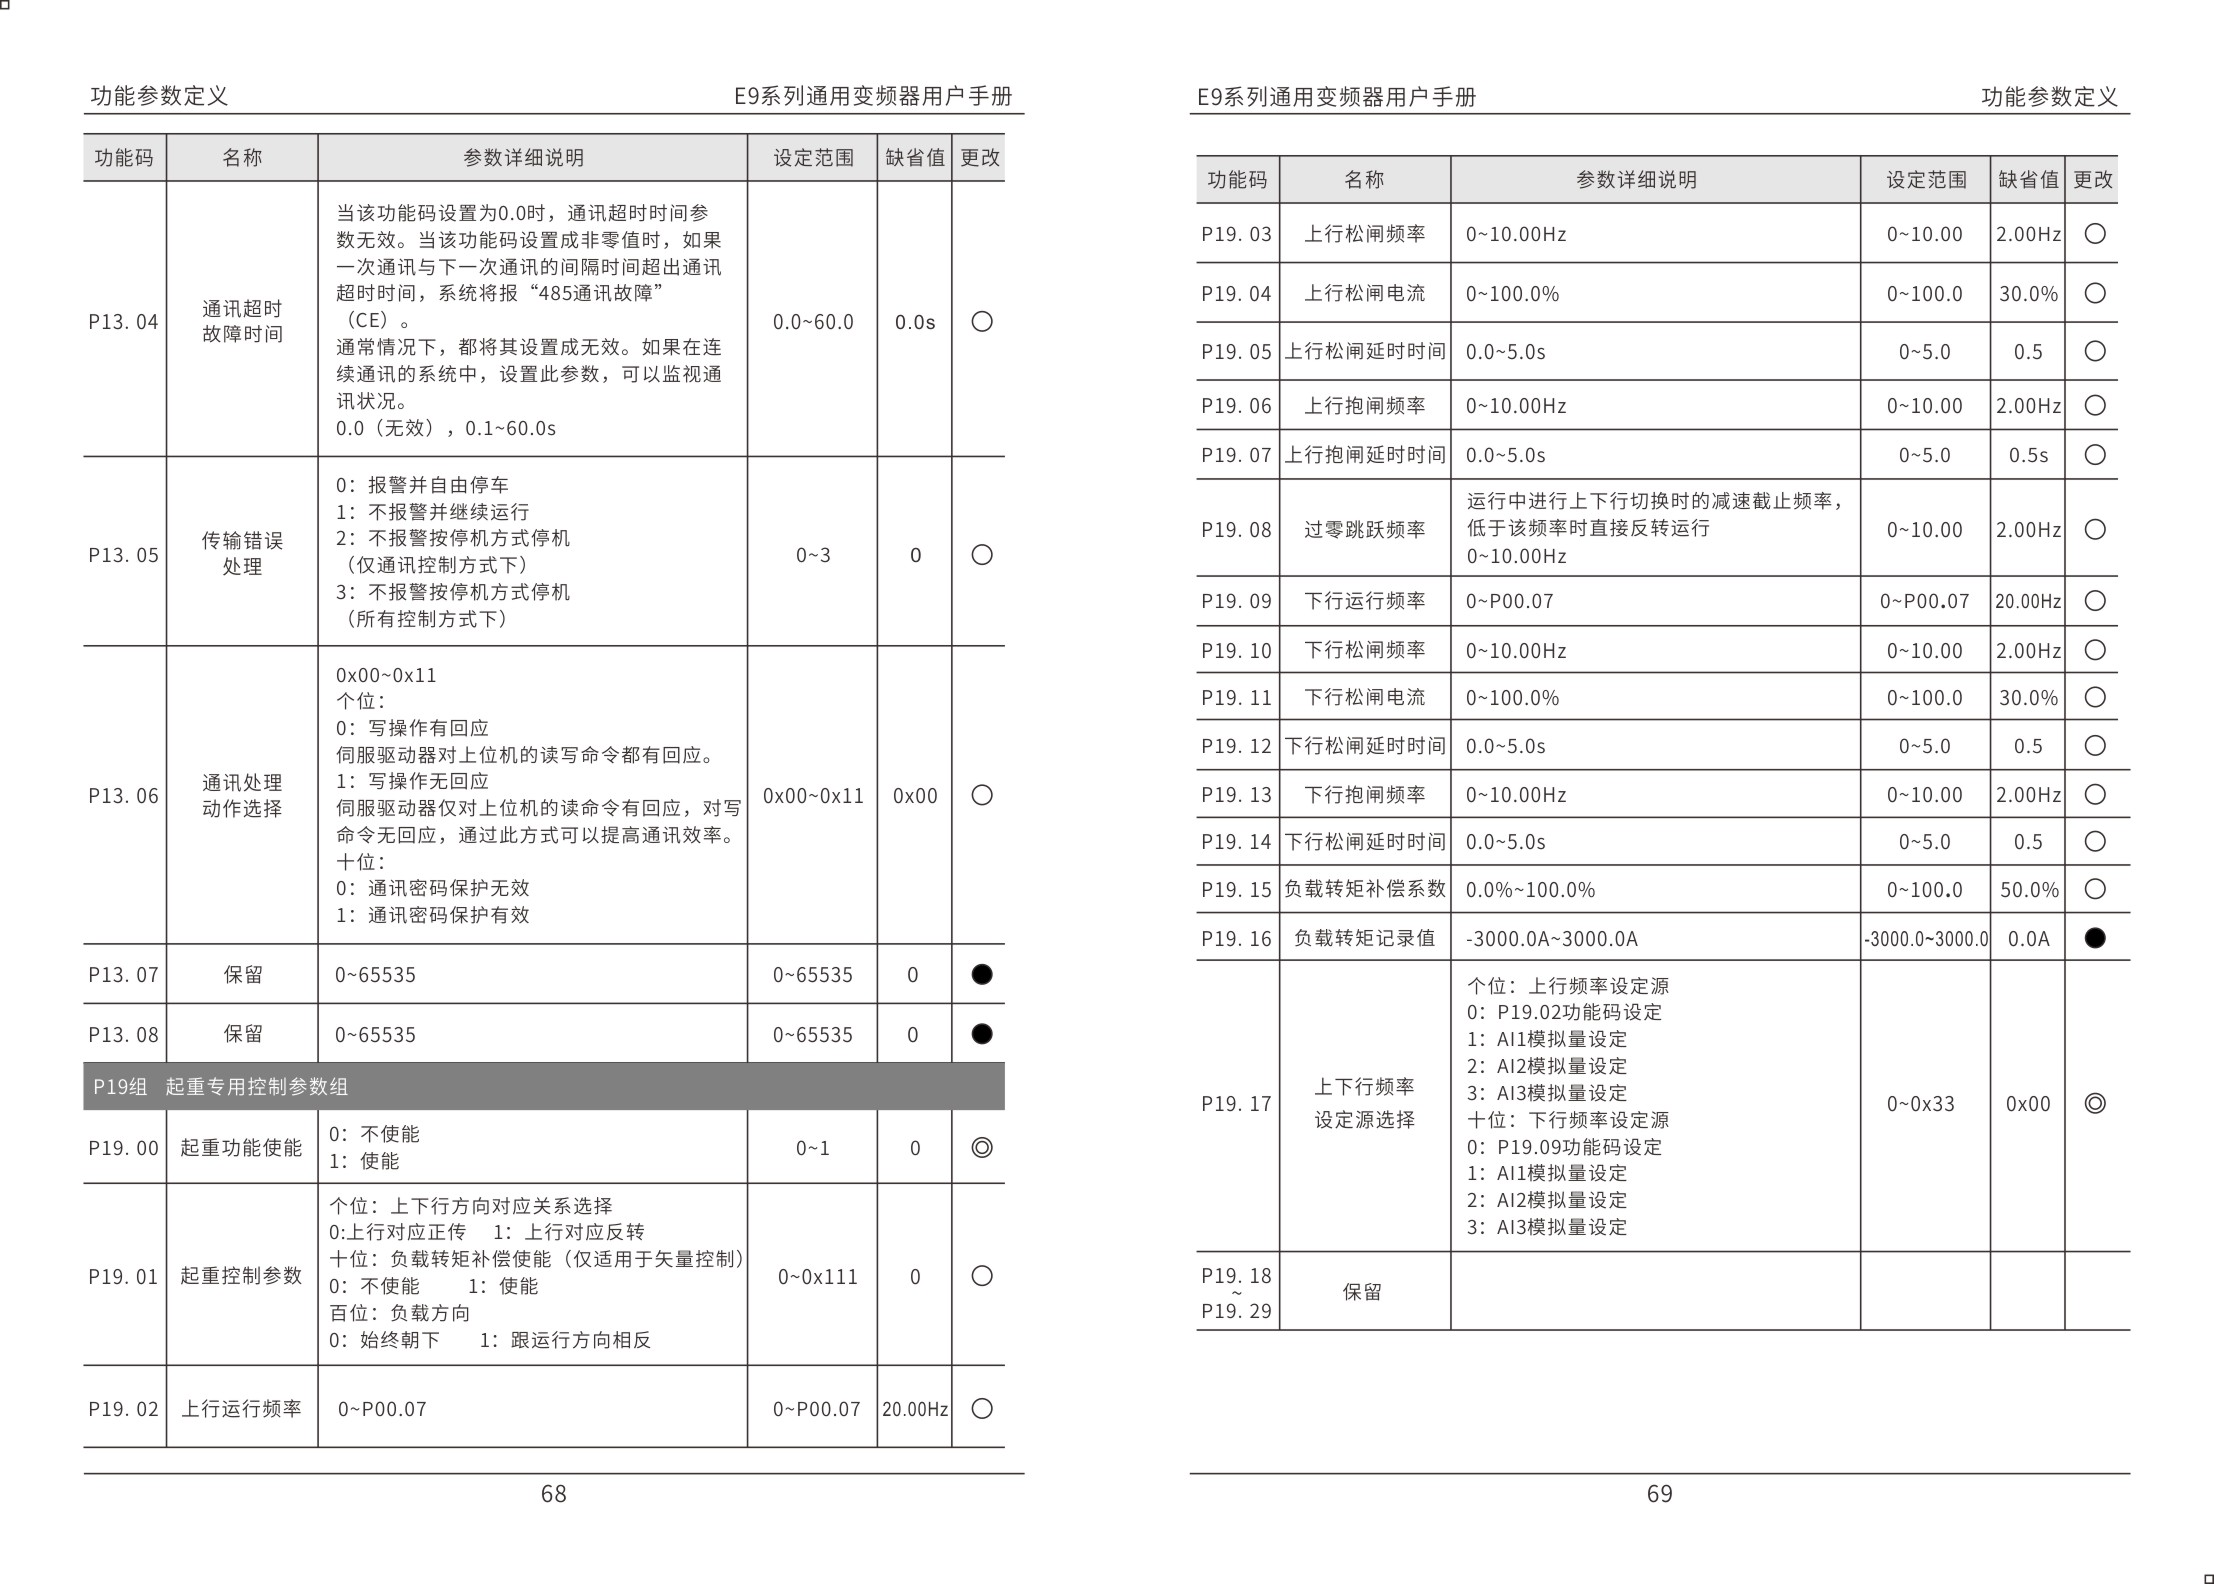 功能参数定义
E9系列通用变频器用户手册
功能码 名称 参数详细说明 设定范围 缺省值 更改
P13. 04
通讯超时
故障时间
当该功能码设置为0.0时，通讯超时时间参
数无效。当该功能码设置成非零值时，如果
一次通讯与下一次通讯的间隔时间超出通讯
超时时间，系统将报“485通讯故障”
（CE）。
通常情况下，都将其设置成无效。如果在连
续通讯的系统中，设置此参数，可以监视通
讯状况。
0.0（无效），0.1~60.0s
0.0~60.0 0.0s ○
P13. 05
传输错误
处理
0：报警并自由停车
1：不报警并继续运行
2：不报警按停机方式停机
（仅通讯控制方式下）
3：不报警按停机方式停机
（所有控制方式下）
0~3 0 ○
P13. 06
通讯处理
动作选择
0x00~0x11
个位：
0：写操作有回应
伺服驱动器对上位机的读写命令都有回应。
1：写操作无回应
伺服驱动器仅对上位机的读命令有回应，对写
命令无回应，通过此方式可以提高通讯效率。
十位：
0：通讯密码保护无效
1：通讯密码保护有效
0x00~0x11 0x00 ○
P13. 07 保留 0~65535 0~65535 0 ●
P13. 08 保留 0~65535 0~65535 0 ●
P19组 起重专用控制参数组
P19. 00 起重功能使能
0：不使能
1：使能
0~1 0 ◎
P19. 01 起重控制参数
个位：上下行方向对应关系选择
0:上行对应正传 1：上行对应反转
十位：负载转矩补偿使能（仅适用于矢量控制）
0：不使能 1：使能
百位：负载方向
0：始终朝下 1：跟运行方向相反
0~0x111 0 ○
P19. 02 上行运行频率 0~P00.07 0~P00.07 20.00Hz ○
68
E9系列通用变频器用户手册
功能参数定义
功能码 名称 参数详细说明 设定范围 缺省值 更改
P19. 03 上行松闸频率 0~10.00Hz 0~10.00 2.00Hz ○
P19. 04 上行松闸电流 0~100.0% 0~100.0 30.0% ○
P19. 05 上行松闸延时时间 0.0~5.0s 0~5.0 0.5 ○
P19. 06 上行抱闸频率 0~10.00Hz 0~10.00 2.00Hz ○
P19. 07 上行抱闸延时时间 0.0~5.0s 0~5.0 0.5s ○
P19. 08 过零跳跃频率
运行中进行上下行切换时的减速截止频率，
低于该频率时直接反转运行
0~10.00Hz
0~10.00 2.00Hz ○
P19. 09 下行运行频率 0~P00.07 0~P00.07 20.00Hz ○
P19. 10 下行松闸频率 0~10.00Hz 0~10.00 2.00Hz ○
P19. 11 下行松闸电流 0~100.0% 0~100.0 30.0% ○
P19. 12 下行松闸延时时间 0.0~5.0s 0~5.0 0.5 ○
P19. 13 下行抱闸频率 0~10.00Hz 0~10.00 2.00Hz ○
P19. 14 下行松闸延时时间 0.0~5.0s 0~5.0 0.5 ○
P19. 15 负载转矩补偿系数 0.0%~100.0% 0~100.0 50.0% ○
P19. 16 负载转矩记录值 -3000.0A~3000.0A -3000.0~3000.0 0.0A ●
P19. 17
上下行频率
设定源选择
个位：上行频率设定源
0：P19.02功能码设定
1：AI1模拟量设定
2：AI2模拟量设定
3：AI3模拟量设定
十位：下行频率设定源
0：P19.09功能码设定
1：AI1模拟量设定
2：AI2模拟量设定
3：AI3模拟量设定
0~0x33 0x00 ◎
P19. 18
~
P19. 29
保留
69